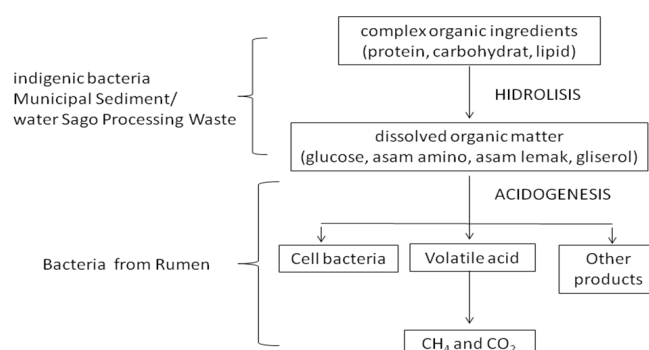 complex organic ingredients
(protein, carbohydrat, lipid)
indigenic bacteria
Municipal Sediment/
water Sago Processing Waste
HIDROLISIS
dissolved organic matter
(glucose, asam amino, asam lemak, gliserol)
ACIDOGENESIS
Bacteria from Rumen
Cell bacteria
Volatile acid
Other
products
CH₄ and CO₂